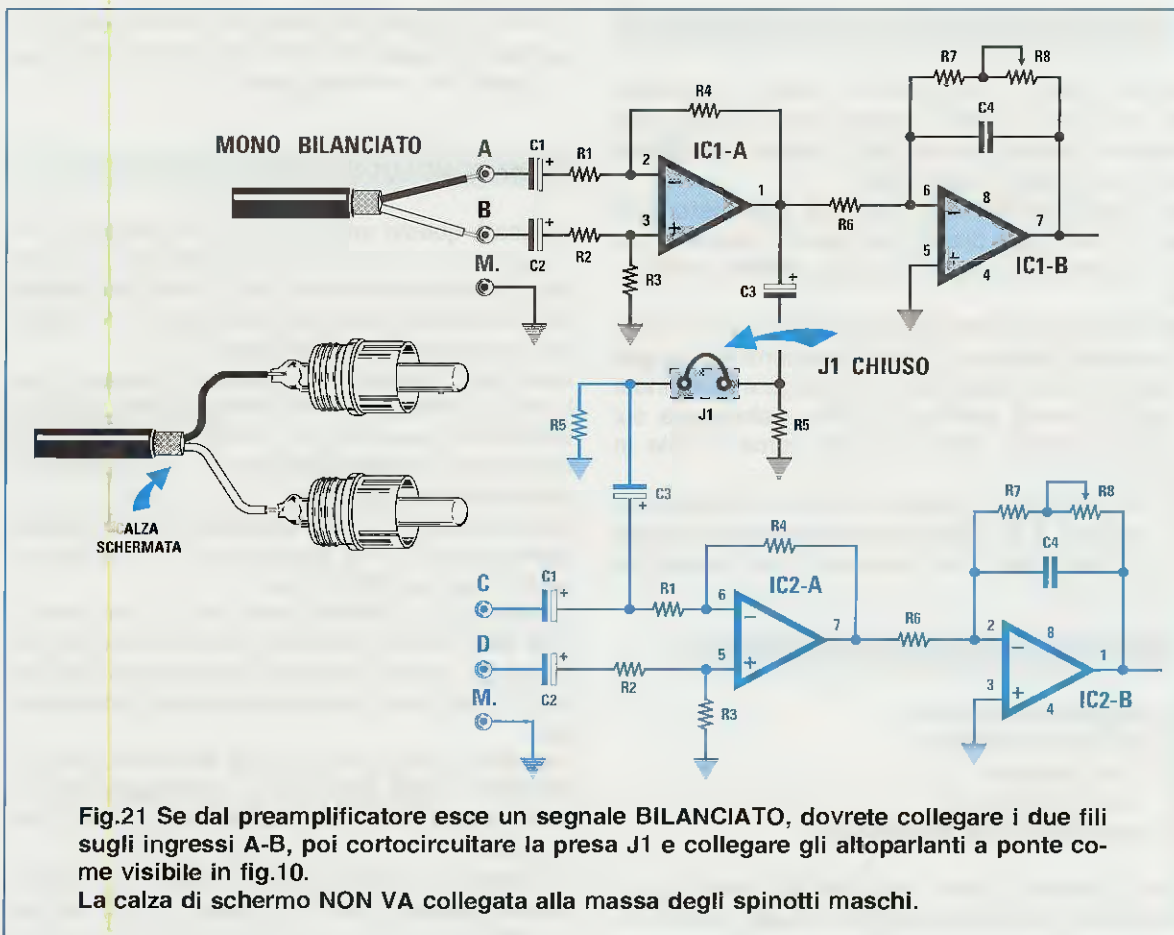 R7
R8
R4
C4
MONO BILANCIATO
A
C1
+
R1
2
IC1-A
−
1
6
8
B
+
3
+
R6
−
7
C2
R2
5
+
4
IC1-B
M.
R3
C3
+
J1 CHIUSO
R5
J1
R5
C3
+
CALZA
SCHERMATA
R7
R8
R4
C4
C
C1
+
R1
6
IC2-A
−
7
R6
2
8
D
+
5
+
−
1
C2
R2
3
+
4
IC2-B
M.
R3
Fig.21 Se dal preamplificatore esce un segnale BILANCIATO, dovrete collegare i due fili
sugli ingressi A-B, poi cortocircuitare la presa J1 e collegare gli altoparlanti a ponte co-
me visibile in fig.10.
La calza di schermo NON VA collegata alla massa degli spinotti maschi.